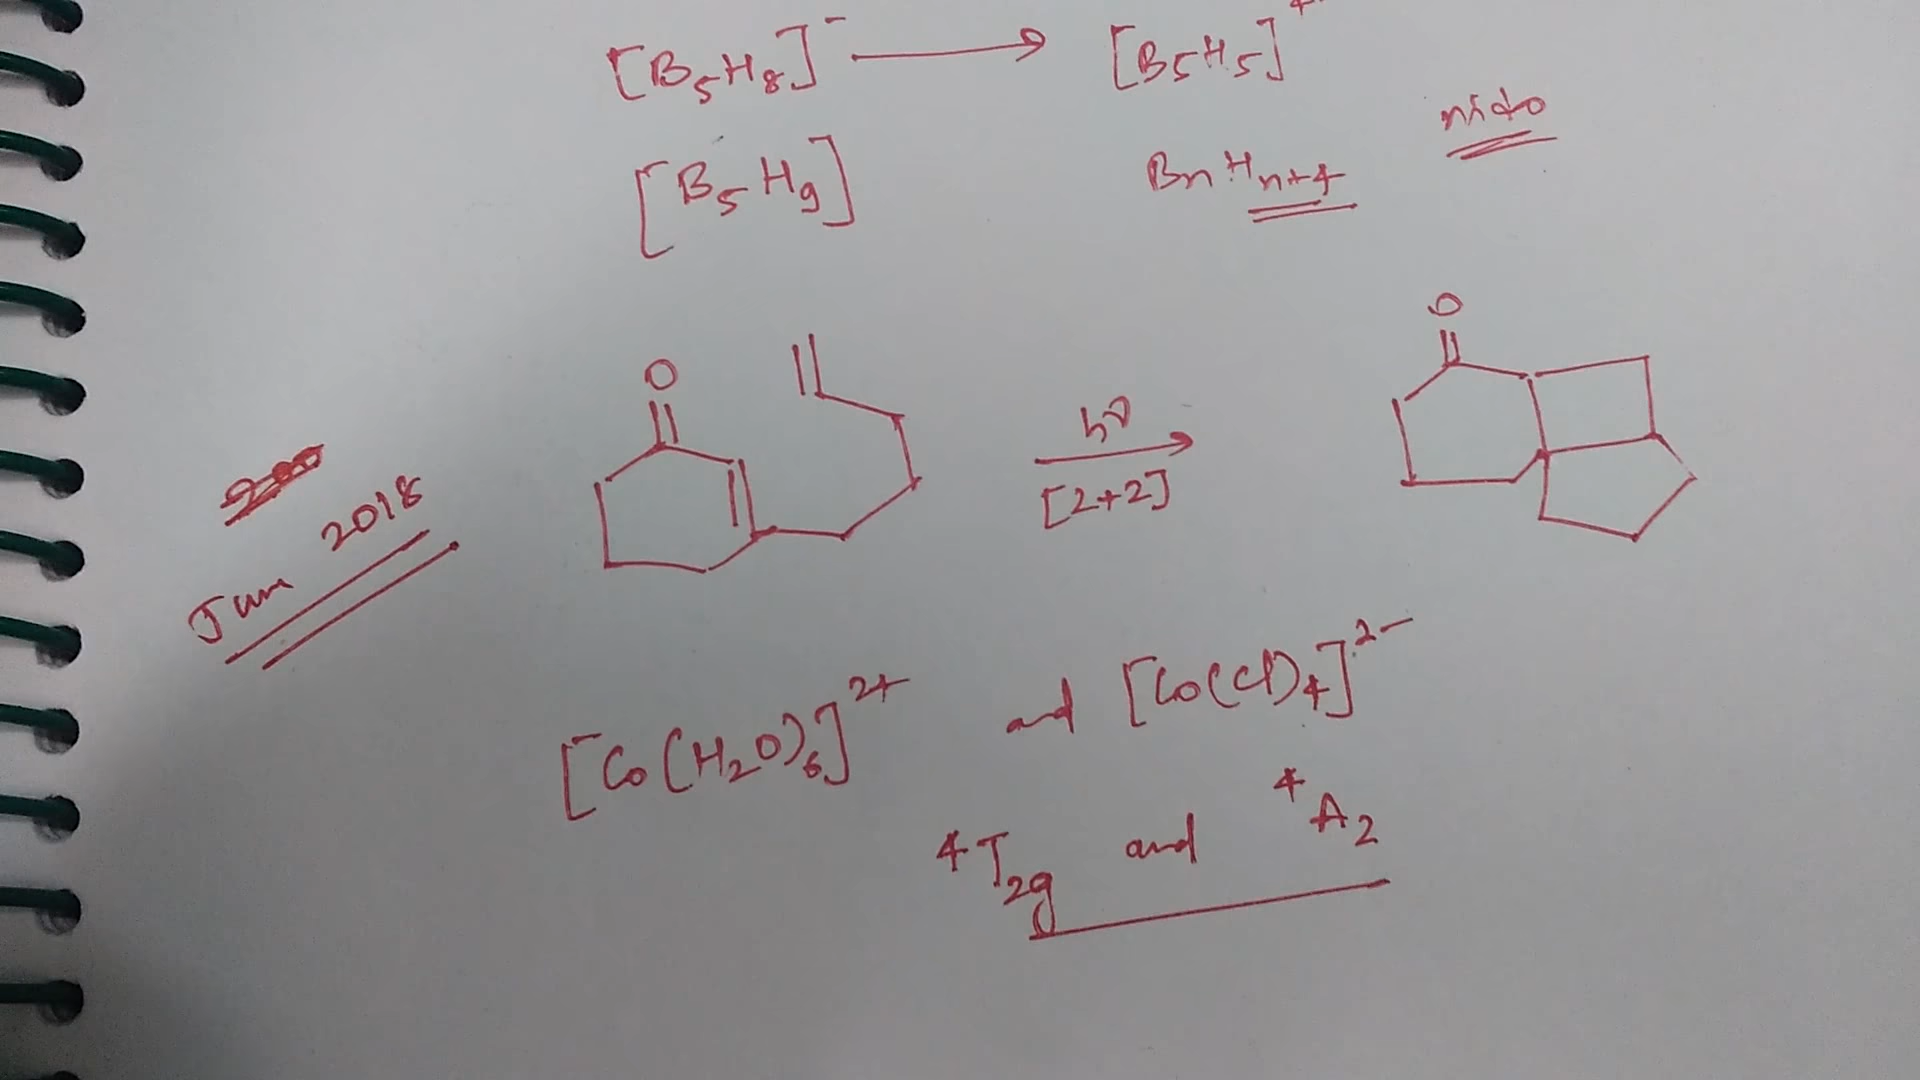 [B₅H₈]⁻ ⟶ [B₅H₅]
nido
[B₅H₉] BₙHₙ₊₄
O O
hν
[2+2]
June 2018
[Co(H₂O)₆]²⁺ and [Co(Cl)₄]²⁻
⁴T₂g and ⁴A₂